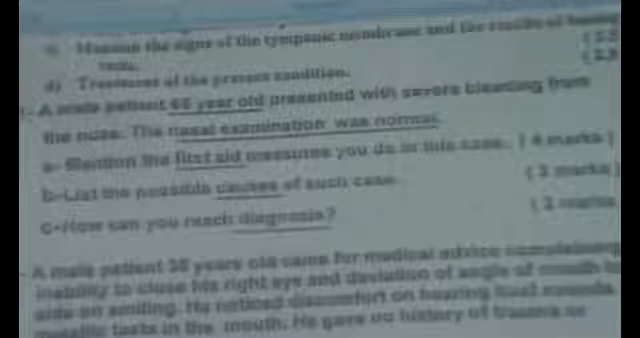 c) Mention the signs of the tympanic membrane and the results of hearing
tests.
d) Treatment of the present condition.
- A male patient 65 year old presented with severe bleeding from
the nose. The nasal examination was normal.
a- Mention the first aid measures you do in this case. ( 4 marks )
b-List the possible causes of such case. ( 3 marks )
c-How can you reach diagnosis?
- A male patient 30 years old came for medical advice complaining
inability to close his right eye and deviation of angle of mouth to
side on smiling. He noticed discomfort on hearing loud sounds
metallic taste in the mouth. He gave no history of trauma or